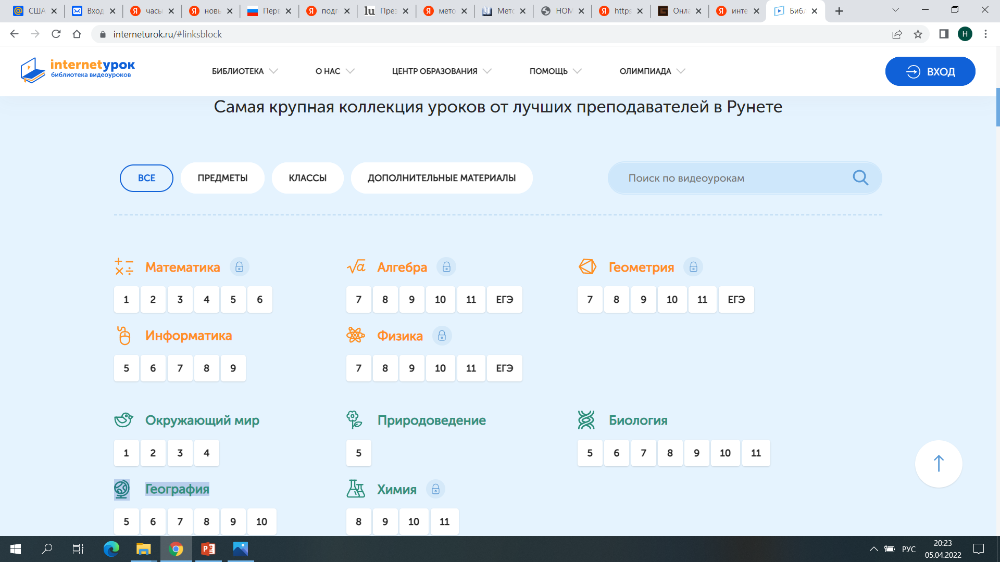 США Вход часы новы Перв подг През мето Мето НОМ https Онла инте Библ
interneturok.ru/#linksblock
Н
internetурок
библиотека видеоуроков
БИБЛИОТЕКА О НАС ЦЕНТР ОБРАЗОВАНИЯ ПОМОЩЬ ОЛИМПИАДА ВХОД
Самая крупная коллекция уроков от лучших преподавателей в Рунете
ВСЕ ПРЕДМЕТЫ КЛАССЫ ДОПОЛНИТЕЛЬНЫЕ МАТЕРИАЛЫ Поиск по видеоурокам
Математика Алгебра Геометрия
1 2 3 4 5 6 7 8 9 10 11 ЕГЭ 7 8 9 10 11 ЕГЭ
Информатика Физика
5 6 7 8 9 7 8 9 10 11 ЕГЭ
Окружающий мир Природоведение Биология
1 2 3 4 5 5 6 7 8 9 10 11
География Химия
5 6 7 8 9 10 8 9 10 11
РУС 20:23
05.04.2022